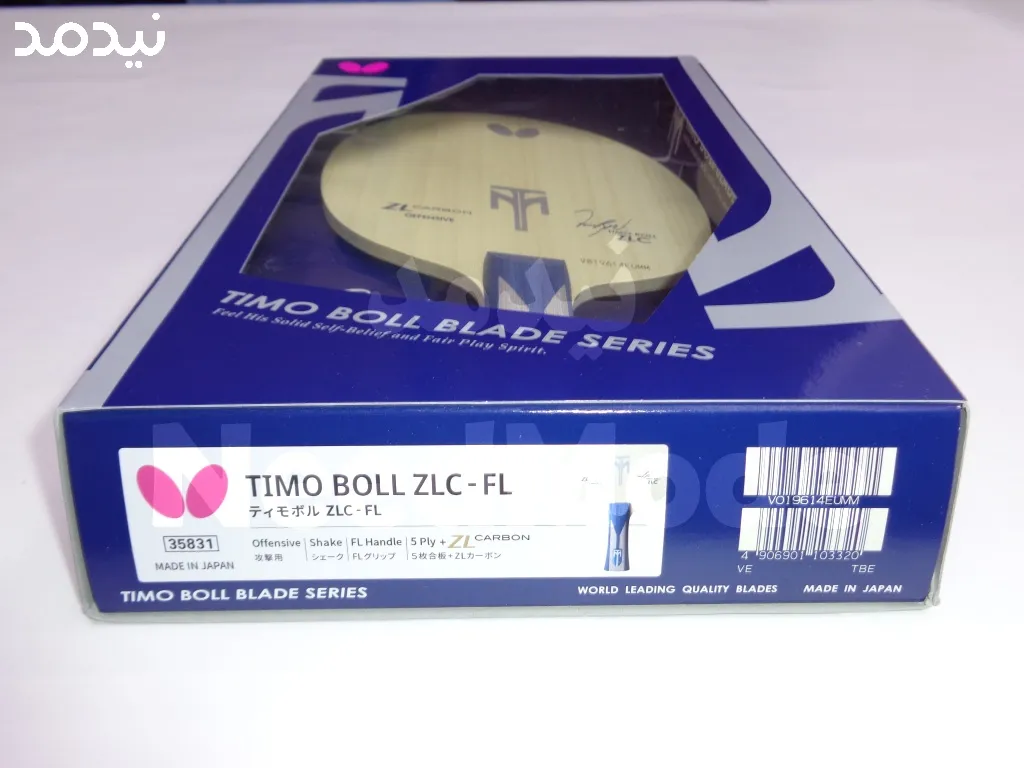 نیدمد
ZL CARBON
OFFENSIVE
ZLC
TIMO BOLL BLADE SERIES
Feel His Solid Self-Belief and Fair Play Spirit.
نیدمد
NeedMode
TIMO BOLL ZLC - FL
ティモボル ZLC - FL
35831
MADE IN JAPAN
Offensive Shake FL Handle 5 Ply + ZL CARBON
攻撃用 シェーク FLグリップ 5枚合板+ZLカーボン
V019614EUMM
4 906901 103320
VE TBE
TIMO BOLL BLADE SERIES
WORLD LEADING QUALITY BLADES MADE IN JAPAN